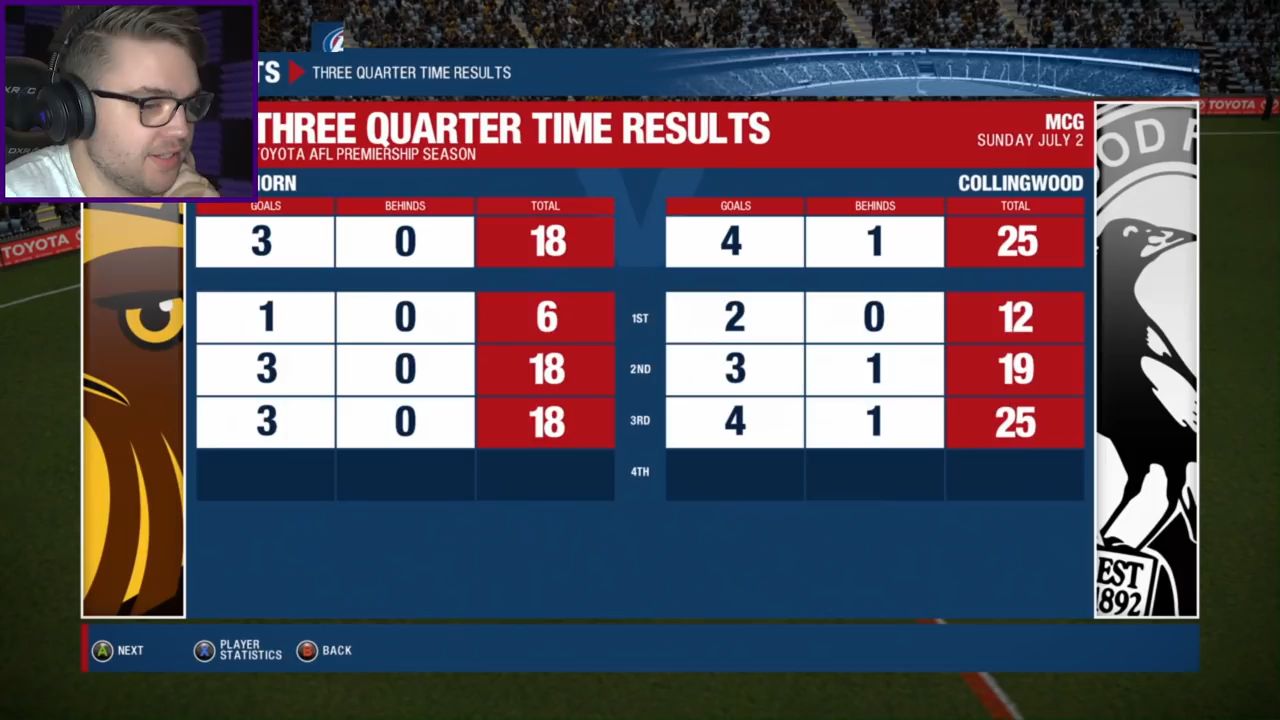 TS THREE QUARTER TIME RESULTS
THREE QUARTER TIME RESULTS
TOYOTA AFL PREMIERSHIP SEASON
MCG
SUNDAY JULY 2
HORN
COLLINGWOOD
GOALS BEHINDS TOTAL GOALS BEHINDS TOTAL
3 0 18 4 1 25
1 0 6 1ST 2 0 12
3 0 18 2ND 3 1 19
3 0 18 3RD 4 1 25
4TH
A NEXT X PLAYER STATISTICS B BACK
OOD F
EST
1892
TOYOTA
TOYOTA